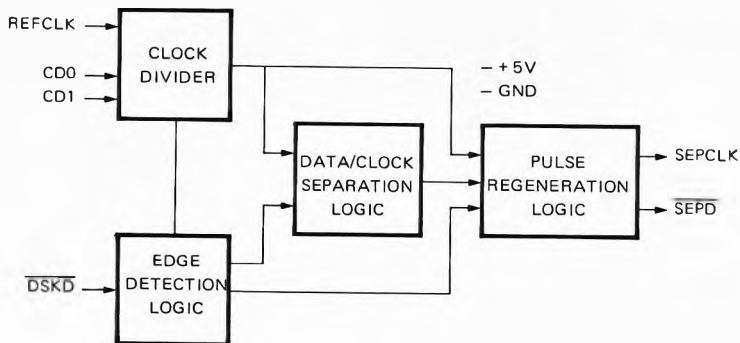 REFCLK
CD0
CD1
CLOCK
DIVIDER
– +5V
– GND
DATA/CLOCK
SEPARATION
LOGIC
PULSE
REGENERATION
LOGIC
SEPCLK
SEPD
DSKD
EDGE
DETECTION
LOGIC